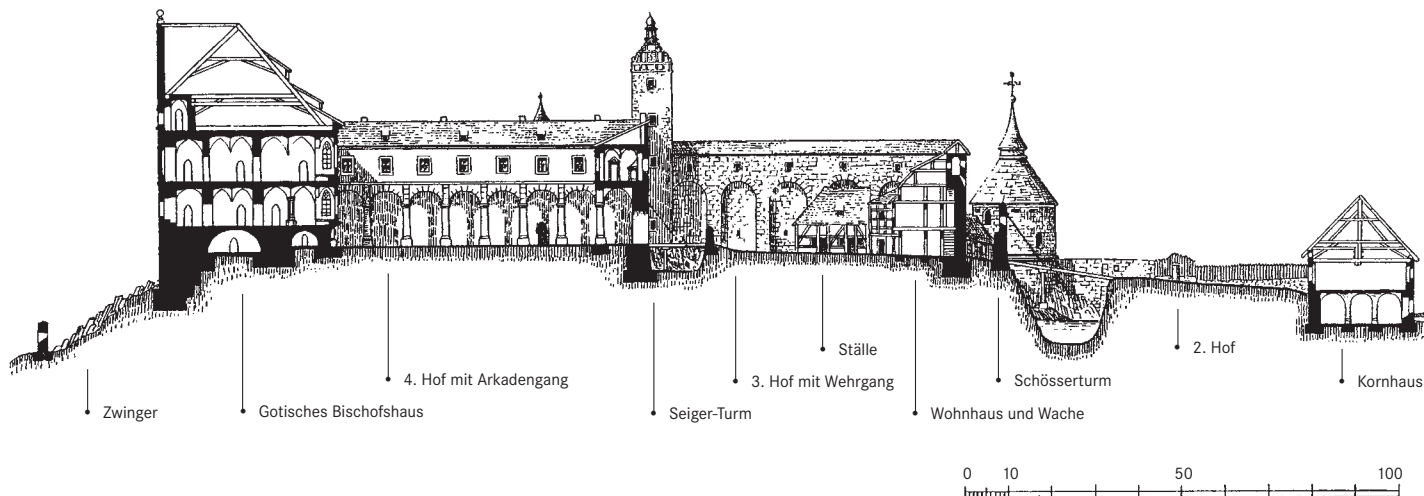 Ställe
2. Hof
4. Hof mit Arkadengang
3. Hof mit Wehrgang
Schösserturm
Kornhaus
Zwinger
Gotisches Bischofshaus
Seiger-Turm
Wohnhaus und Wache
0 10 50 100